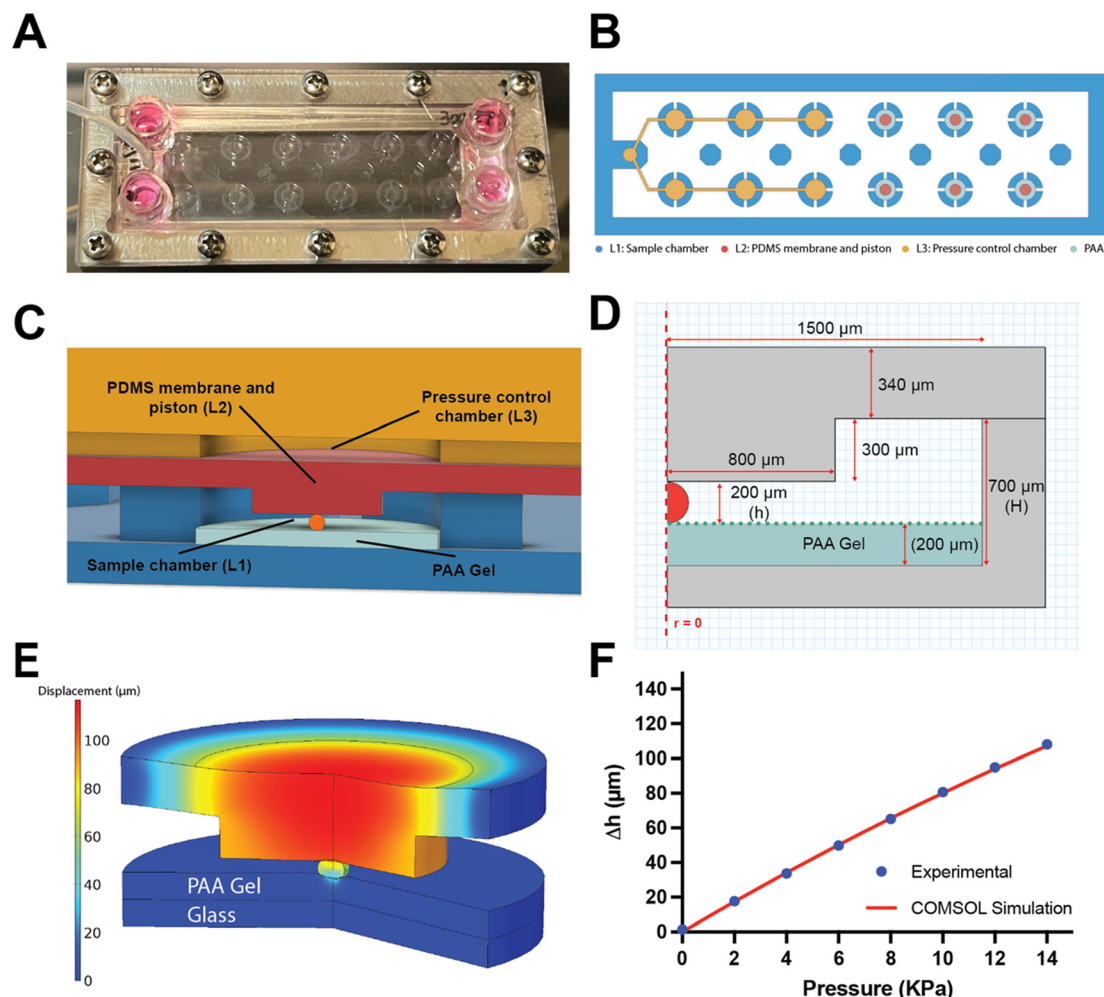 A
B
L1: Sample chamber
L2: PDMS membrane and piston
L3: Pressure control chamber
PAA
C
PDMS membrane and
piston (L2)
Pressure control
chamber (L3)
Sample chamber (L1)
PAA Gel
D
1500 µm
340 µm
300 µm
800 µm
200 µm
(h)
700 µm
(H)
PAA Gel
(200 µm)
r = 0
E
Displacement (µm)
100
80
60
40
20
0
PAA Gel
Glass
F
Δh (µm)
140
120
100
80
60
40
20
0
Experimental
COMSOL Simulation
0 2 4 6 8 10 12 14
Pressure (KPa)